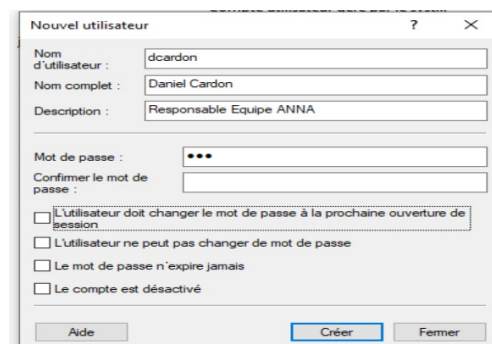 Nouvel utilisateur ? ×
Nom
d'utilisateur : dcardon
Nom complet : Daniel Cardon
Description : Responsable Equipe ANNA
Mot de passe : •••
Confirmer le mot de
passe :
L'utilisateur doit changer le mot de passe à la prochaine ouverture de
session
L'utilisateur ne peut pas changer de mot de passe
Le mot de passe n'expire jamais
Le compte est désactivé
Aide Créer Fermer